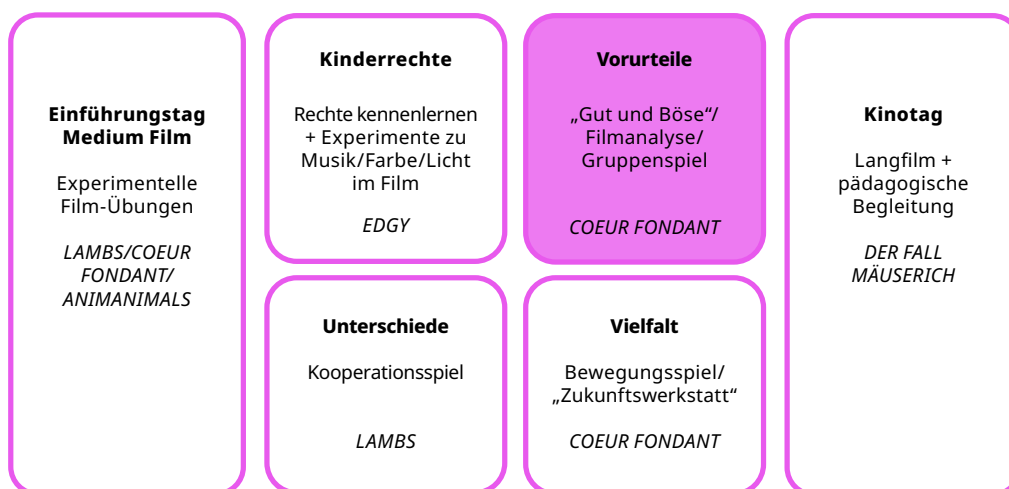 Einführungstag
Medium Film
Experimentelle
Film-Übungen
LAMBS/COEUR
FONDANT/
ANIMANIMALS
Kinderrechte
Rechte kennenlernen
+ Experimente zu
Musik/Farbe/Licht
im Film
EDGY
Vorurteile
„Gut und Böse“/
Filmanalyse/
Gruppenspiel
COEUR FONDANT
Unterschiede
Kooperationsspiel
LAMBS
Vielfalt
Bewegungsspiel/
„Zukunftswerkstatt“
COEUR FONDANT
Kinotag
Langfilm +
pädagogische
Begleitung
DER FALL
MÄUSERICH